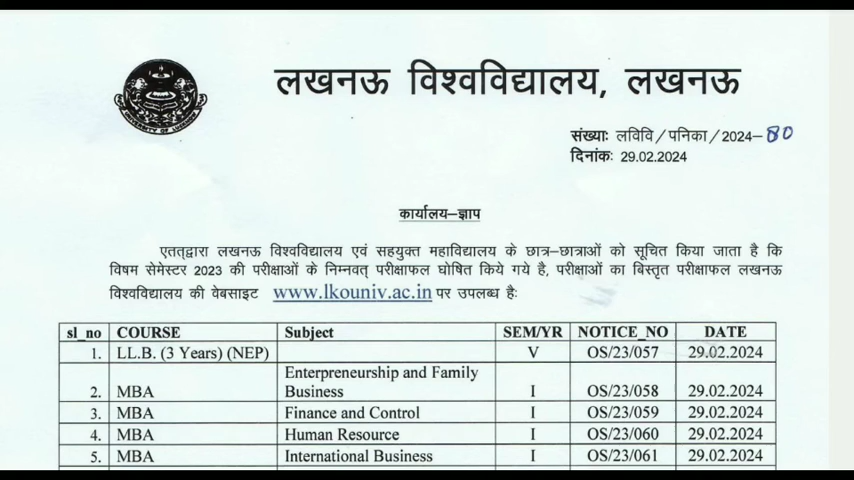 लखनऊ विश्वविद्यालय, लखनऊ
संख्याः लविवि/पनिका/2024–80
दिनांकः 29.02.2024
कार्यालय–ज्ञाप
एतत्द्वारा लखनऊ विश्वविद्यालय एवं सहयुक्त महाविद्यालय के छात्र–छात्राओं को सूचित किया जाता है कि
विषम सेमेस्टर 2023 की परीक्षाओं के निम्नवत् परीक्षाफल घोषित किये गये है, परीक्षाओं का बिस्तृत परीक्षाफल लखनऊ
विश्वविद्यालय की वेबसाइट www.lkouniv.ac.in पर उपलब्ध हैः
sl_no COURSE Subject SEM/YR NOTICE_NO DATE
1. LL.B. (3 Years) (NEP) V OS/23/057 29.02.2024
Enterpreneurship and Family
2. MBA Business I OS/23/058 29.02.2024
3. MBA Finance and Control I OS/23/059 29.02.2024
4. MBA Human Resource I OS/23/060 29.02.2024
5. MBA International Business I OS/23/061 29.02.2024